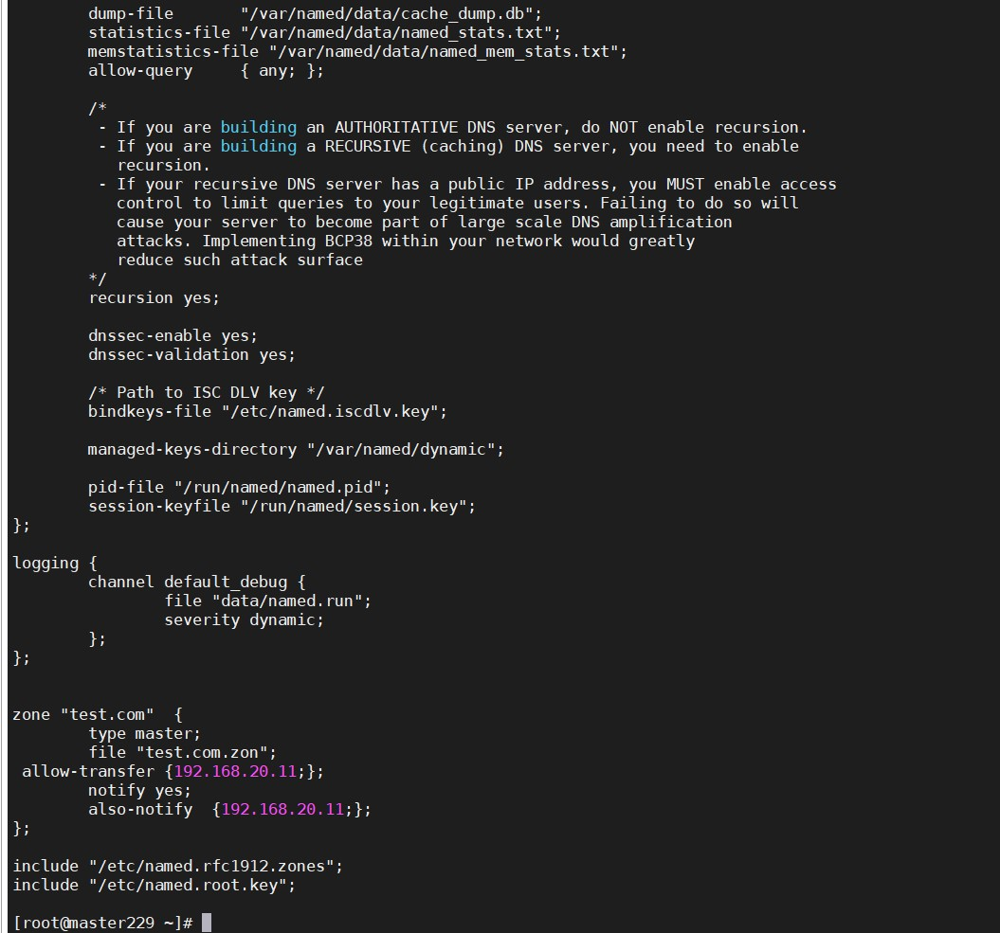 dump-file       "/var/named/data/cache_dump.db";
statistics-file "/var/named/data/named_stats.txt";
memstatistics-file "/var/named/data/named_mem_stats.txt";
allow-query     { any; };
/*
- If you are building an AUTHORITATIVE DNS server, do NOT enable recursion.
- If you are building a RECURSIVE (caching) DNS server, you need to enable
recursion.
- If your recursive DNS server has a public IP address, you MUST enable access
control to limit queries to your legitimate users. Failing to do so will
cause your server to become part of large scale DNS amplification
attacks. Implementing BCP38 within your network would greatly
reduce such attack surface
*/
recursion yes;
dnssec-enable yes;
dnssec-validation yes;
/* Path to ISC DLV key */
bindkeys-file "/etc/named.iscdlv.key";
managed-keys-directory "/var/named/dynamic";
pid-file "/run/named/named.pid";
session-keyfile "/run/named/session.key";
};
logging {
channel default_debug {
file "data/named.run";
severity dynamic;
};
};
zone "test.com"  {
type master;
file "test.com.zon";
allow-transfer {192.168.20.11;};
notify yes;
also-notify  {192.168.20.11;};
};
include "/etc/named.rfc1912.zones";
include "/etc/named.root.key";
[root@master229 ~]#